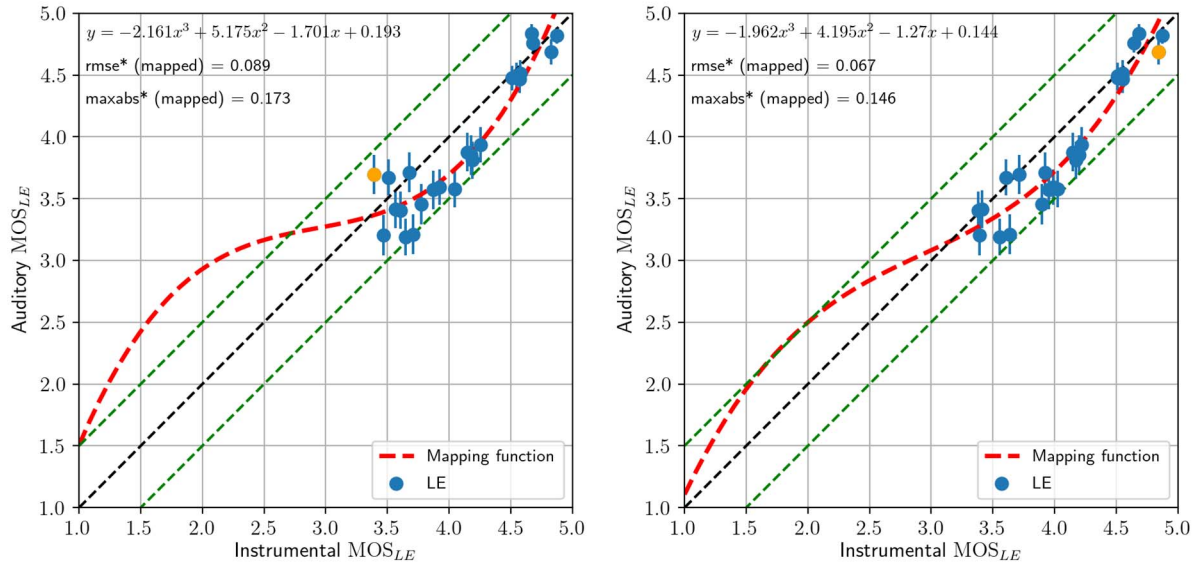 y = −2.161x³ + 5.175x² − 1.701x + 0.193
rmse* (mapped) = 0.089
maxabs* (mapped) = 0.173
5.0
4.5
4.0
3.5
3.0
2.5
2.0
1.5
1.0
Auditory MOS_LE
Mapping function
LE
1.0 1.5 2.0 2.5 3.0 3.5 4.0 4.5 5.0
Instrumental MOS_LE
y = −1.962x³ + 4.195x² − 1.27x + 0.144
rmse* (mapped) = 0.067
maxabs* (mapped) = 0.146
5.0
4.5
4.0
3.5
3.0
2.5
2.0
1.5
1.0
Auditory MOS_LE
Mapping function
LE
1.0 1.5 2.0 2.5 3.0 3.5 4.0 4.5 5.0
Instrumental MOS_LE